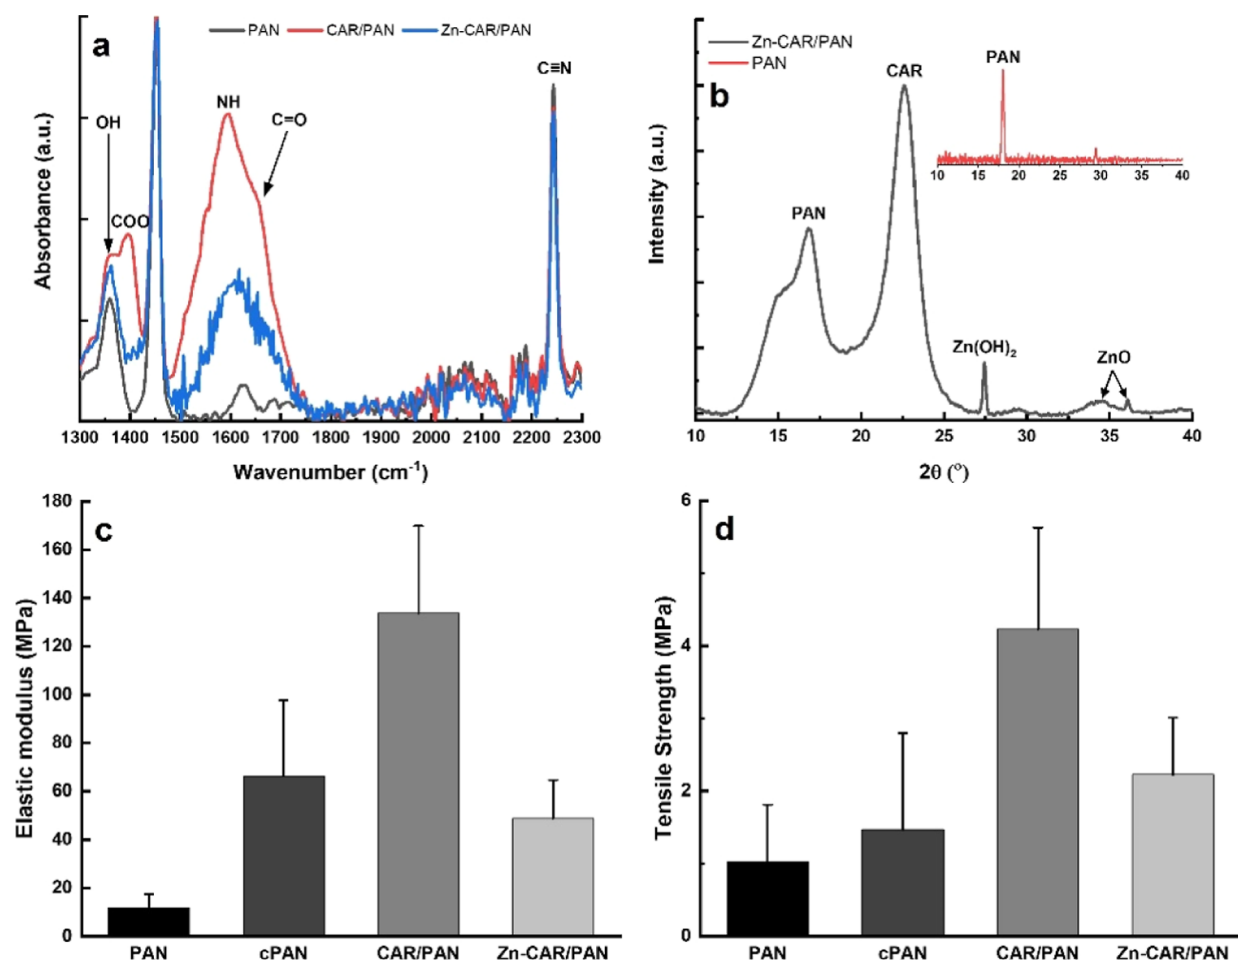 a
PAN CAR/PAN Zn-CAR/PAN
C≡N
NH
C=O
OH
COO
Absorbance (a.u.)
1300 1400 1500 1600 1700 1800 1900 2000 2100 2200 2300
Wavenumber (cm-1)
b
Zn-CAR/PAN
PAN
CAR
PAN
10 15 20 25 30 35 40
PAN
Zn(OH)2
ZnO
Intensity (a.u.)
10 15 20 25 30 35 40
2θ (°)
c
180
160
140
120
100
80
60
40
20
0
Elastic modulus (MPa)
PAN cPAN CAR/PAN Zn-CAR/PAN
d
6
4
2
0
Tensile Strength (MPa)
PAN cPAN CAR/PAN Zn-CAR/PAN